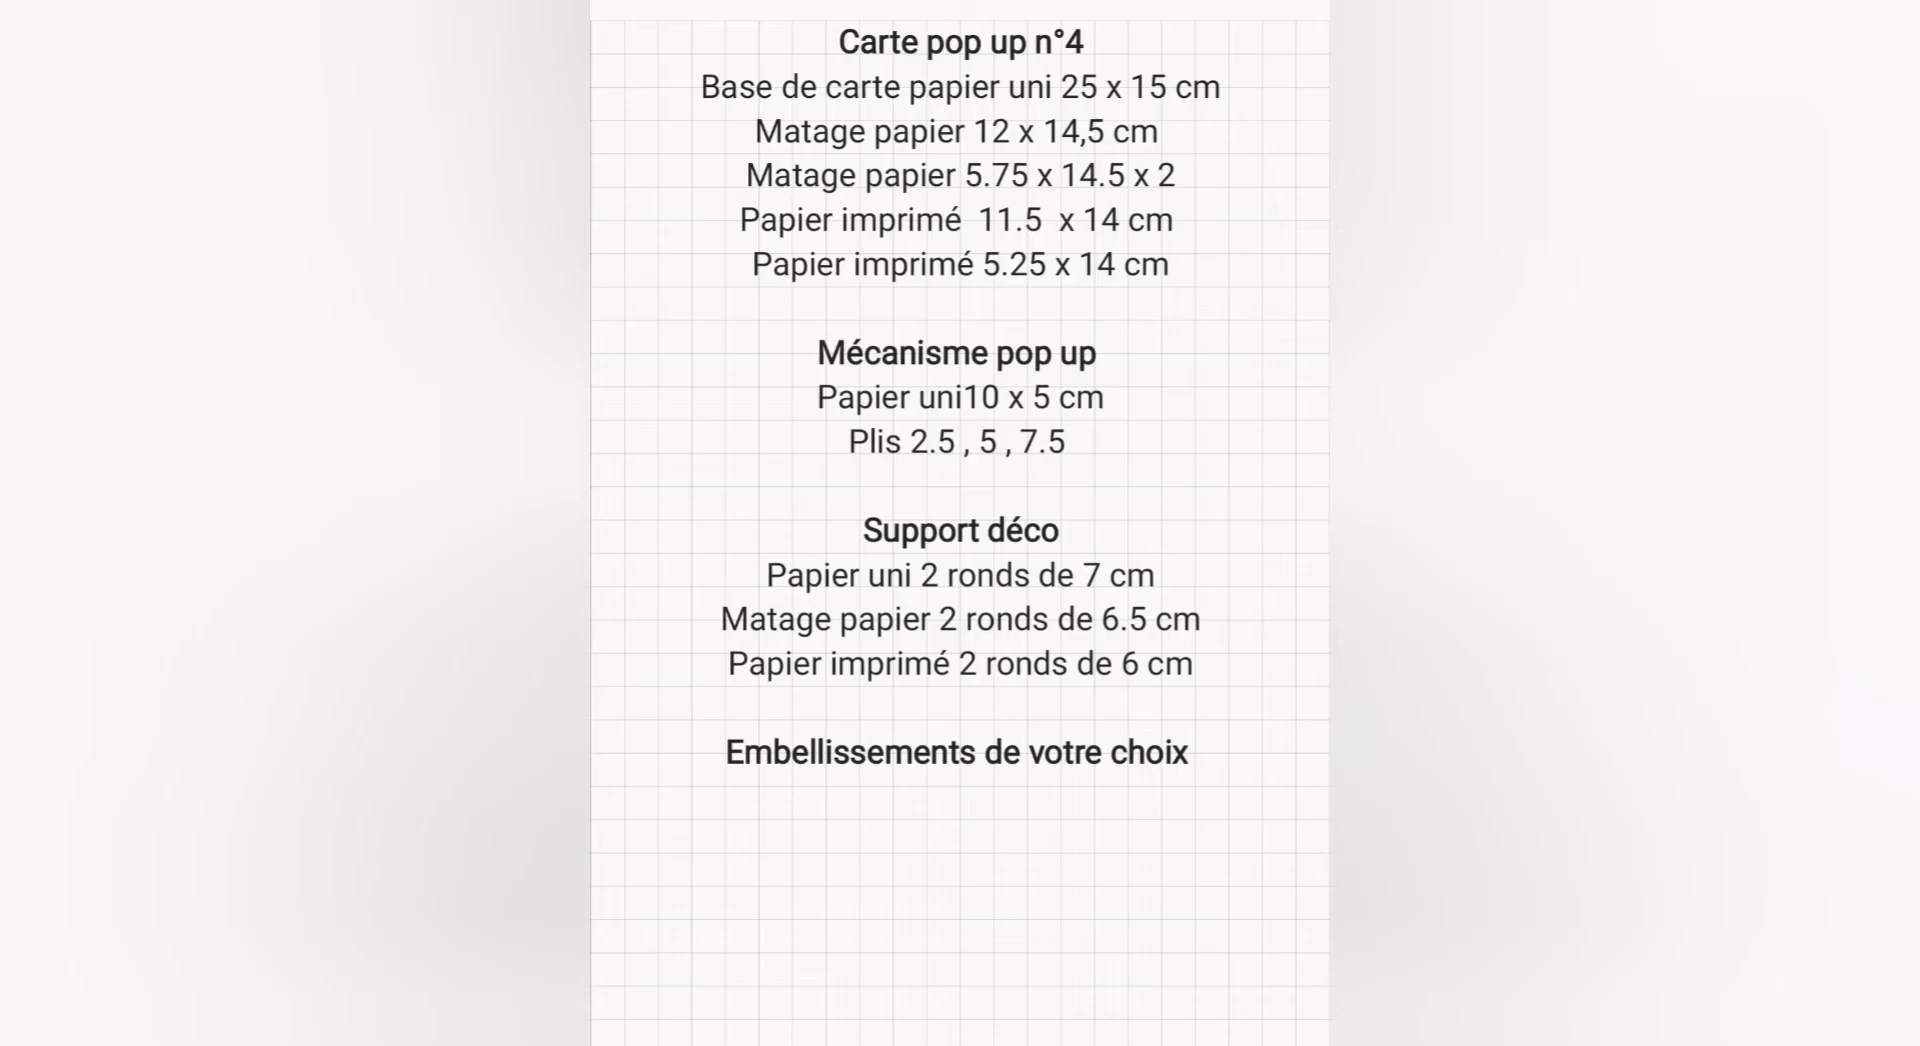 Carte pop up n°4
Base de carte papier uni 25 x 15 cm
Matage papier 12 x 14,5 cm
Matage papier 5.75 x 14.5 x 2
Papier imprimé  11.5  x 14 cm
Papier imprimé 5.25 x 14 cm
Mécanisme pop up
Papier uni10 x 5 cm
Plis 2.5 , 5 , 7.5
Support déco
Papier uni 2 ronds de 7 cm
Matage papier 2 ronds de 6.5 cm
Papier imprimé 2 ronds de 6 cm
Embellissements de votre choix